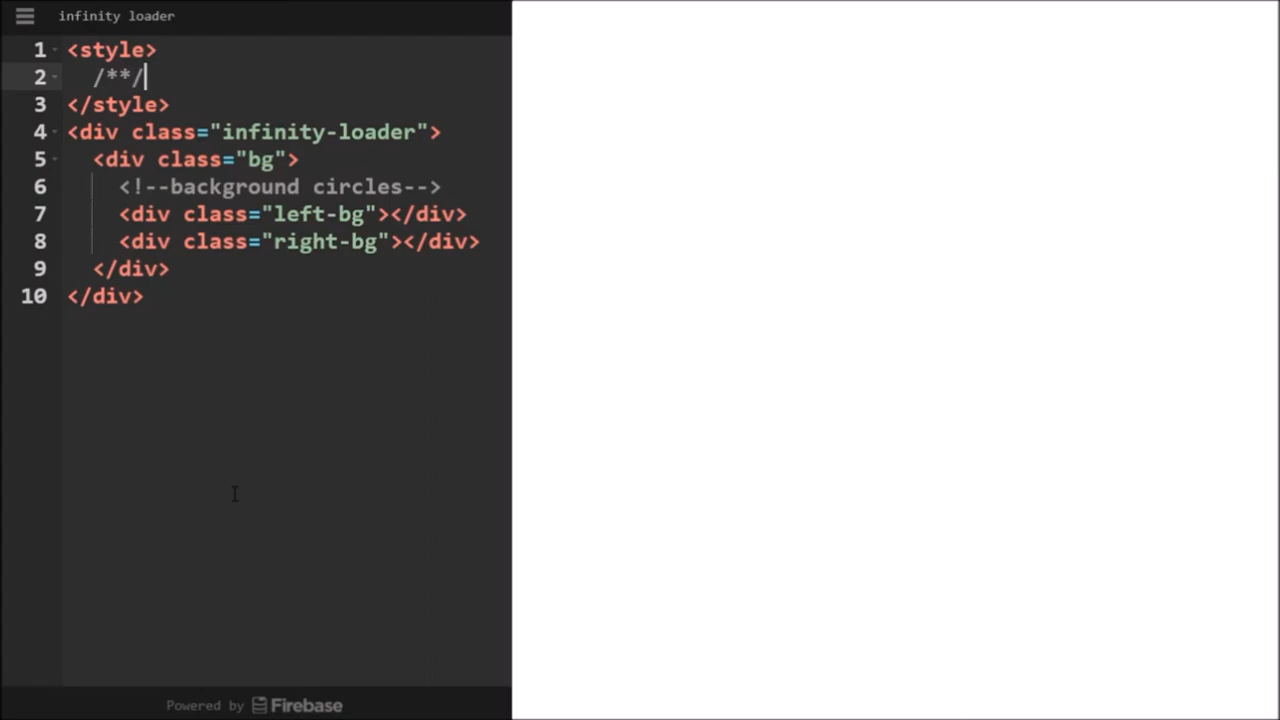 infinity loader
1 <style>
2 /**/
3 </style>
4 <div class="infinity-loader">
5 <div class="bg">
6 <!--background circles-->
7 <div class="left-bg"></div>
8 <div class="right-bg"></div>
9 </div>
10 </div>
Powered by Firebase